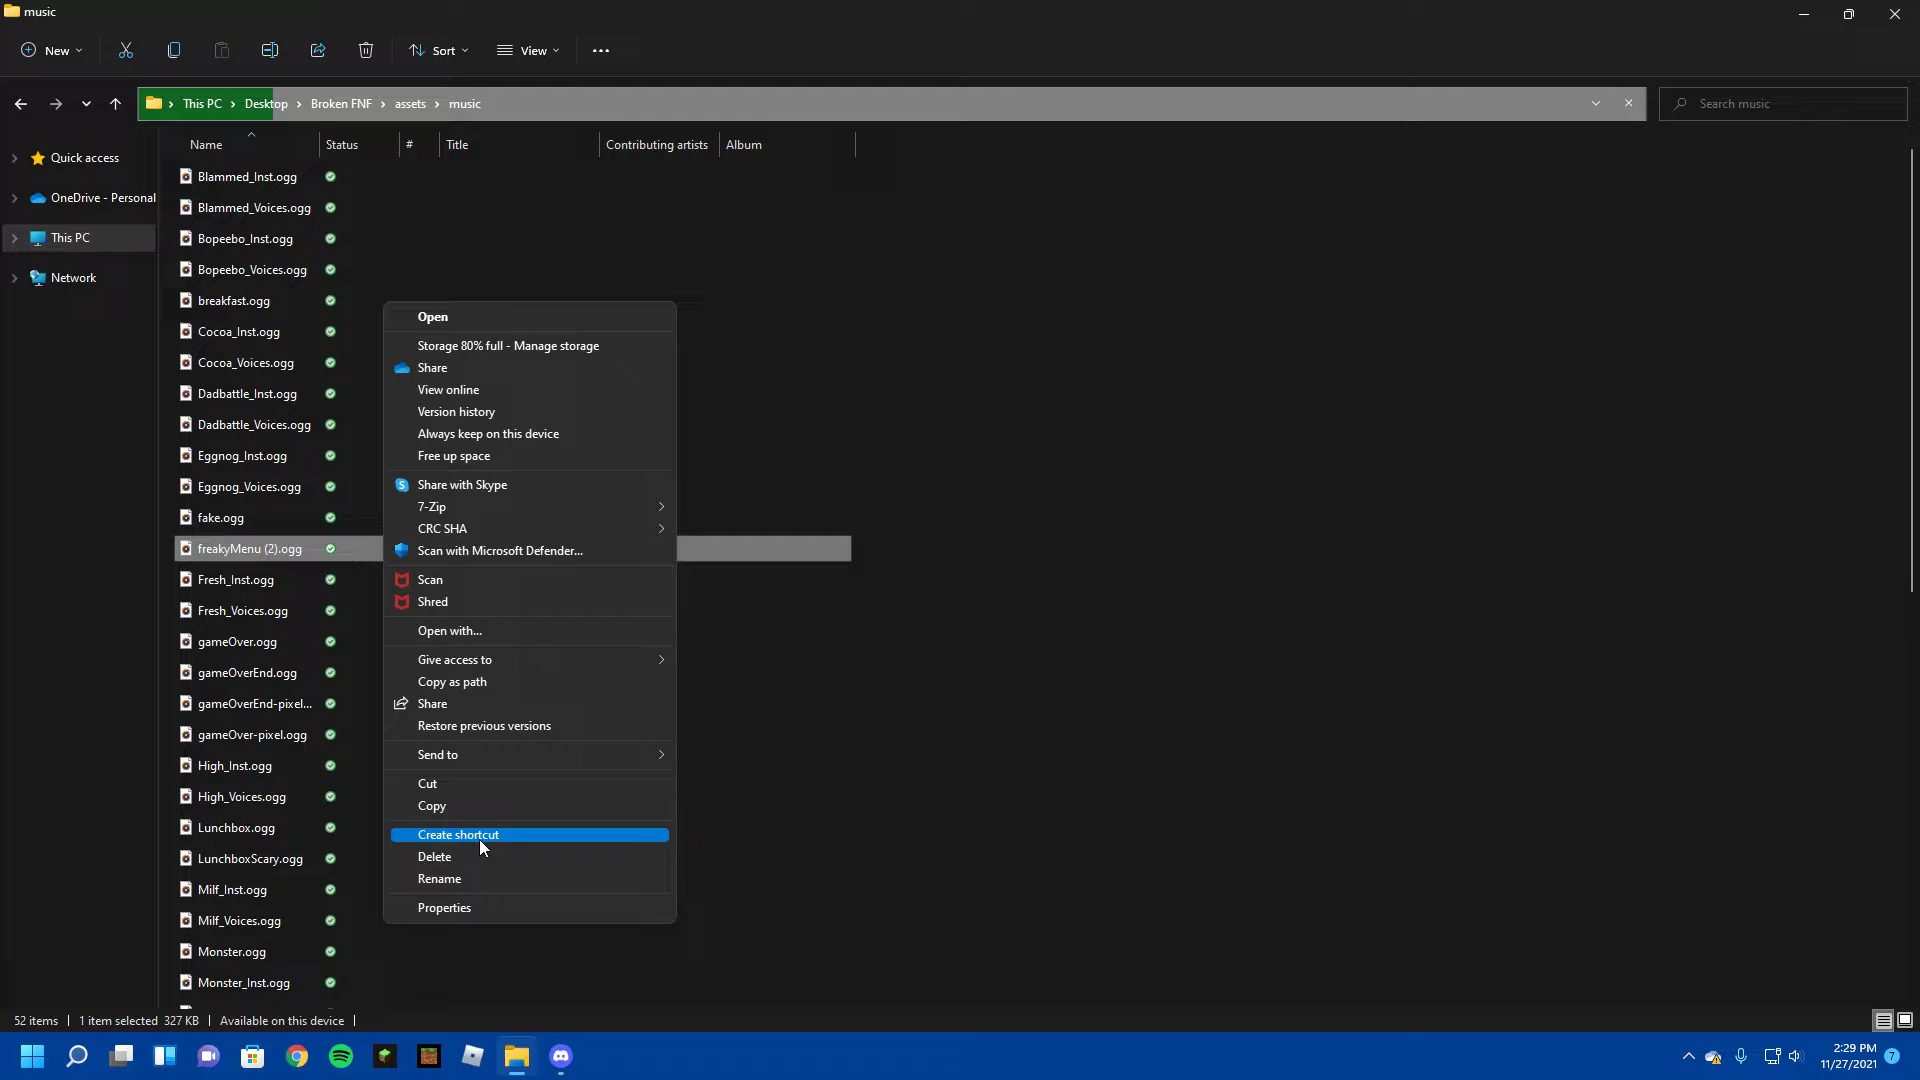 music
New
Sort
View
This PC > Desktop > Broken FNF > assets > music
Search music
Quick access
OneDrive - Personal
This PC
Network
Name Status # Title Contributing artists Album
Blammed_Inst.ogg
Blammed_Voices.ogg
Bopeebo_Inst.ogg
Bopeebo_Voices.ogg
breakfast.ogg
Cocoa_Inst.ogg
Cocoa_Voices.ogg
Dadbattle_Inst.ogg
Dadbattle_Voices.ogg
Eggnog_Inst.ogg
Eggnog_Voices.ogg
fake.ogg
freakyMenu (2).ogg
Fresh_Inst.ogg
Fresh_Voices.ogg
gameOver.ogg
gameOverEnd.ogg
gameOverEnd-pixel...
gameOver-pixel.ogg
High_Inst.ogg
High_Voices.ogg
Lunchbox.ogg
LunchboxScary.ogg
Milf_Inst.ogg
Milf_Voices.ogg
Monster.ogg
Monster_Inst.ogg
Open
Storage 80% full - Manage storage
Share
View online
Version history
Always keep on this device
Free up space
Share with Skype
7-Zip
CRC SHA
Scan with Microsoft Defender...
Scan
Shred
Open with...
Give access to
Copy as path
Share
Restore previous versions
Send to
Cut
Copy
Create shortcut
Delete
Rename
Properties
52 items | 1 item selected 327 KB | Available on this device |
2:29 PM
11/27/2021
7